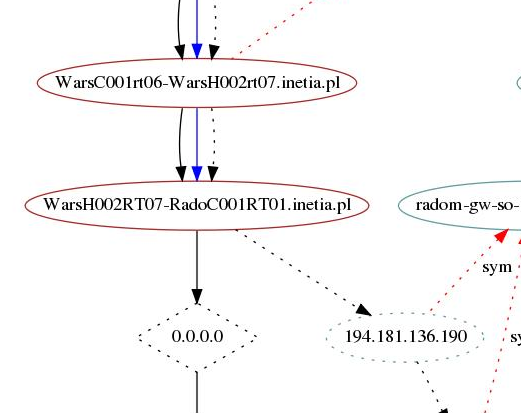 WarsC001rt06-WarsH002rt07.inetia.pl
WarsH002RT07-RadoC001RT01.inetia.pl
radom-gw-so-
sym
0.0.0.0
194.181.136.190